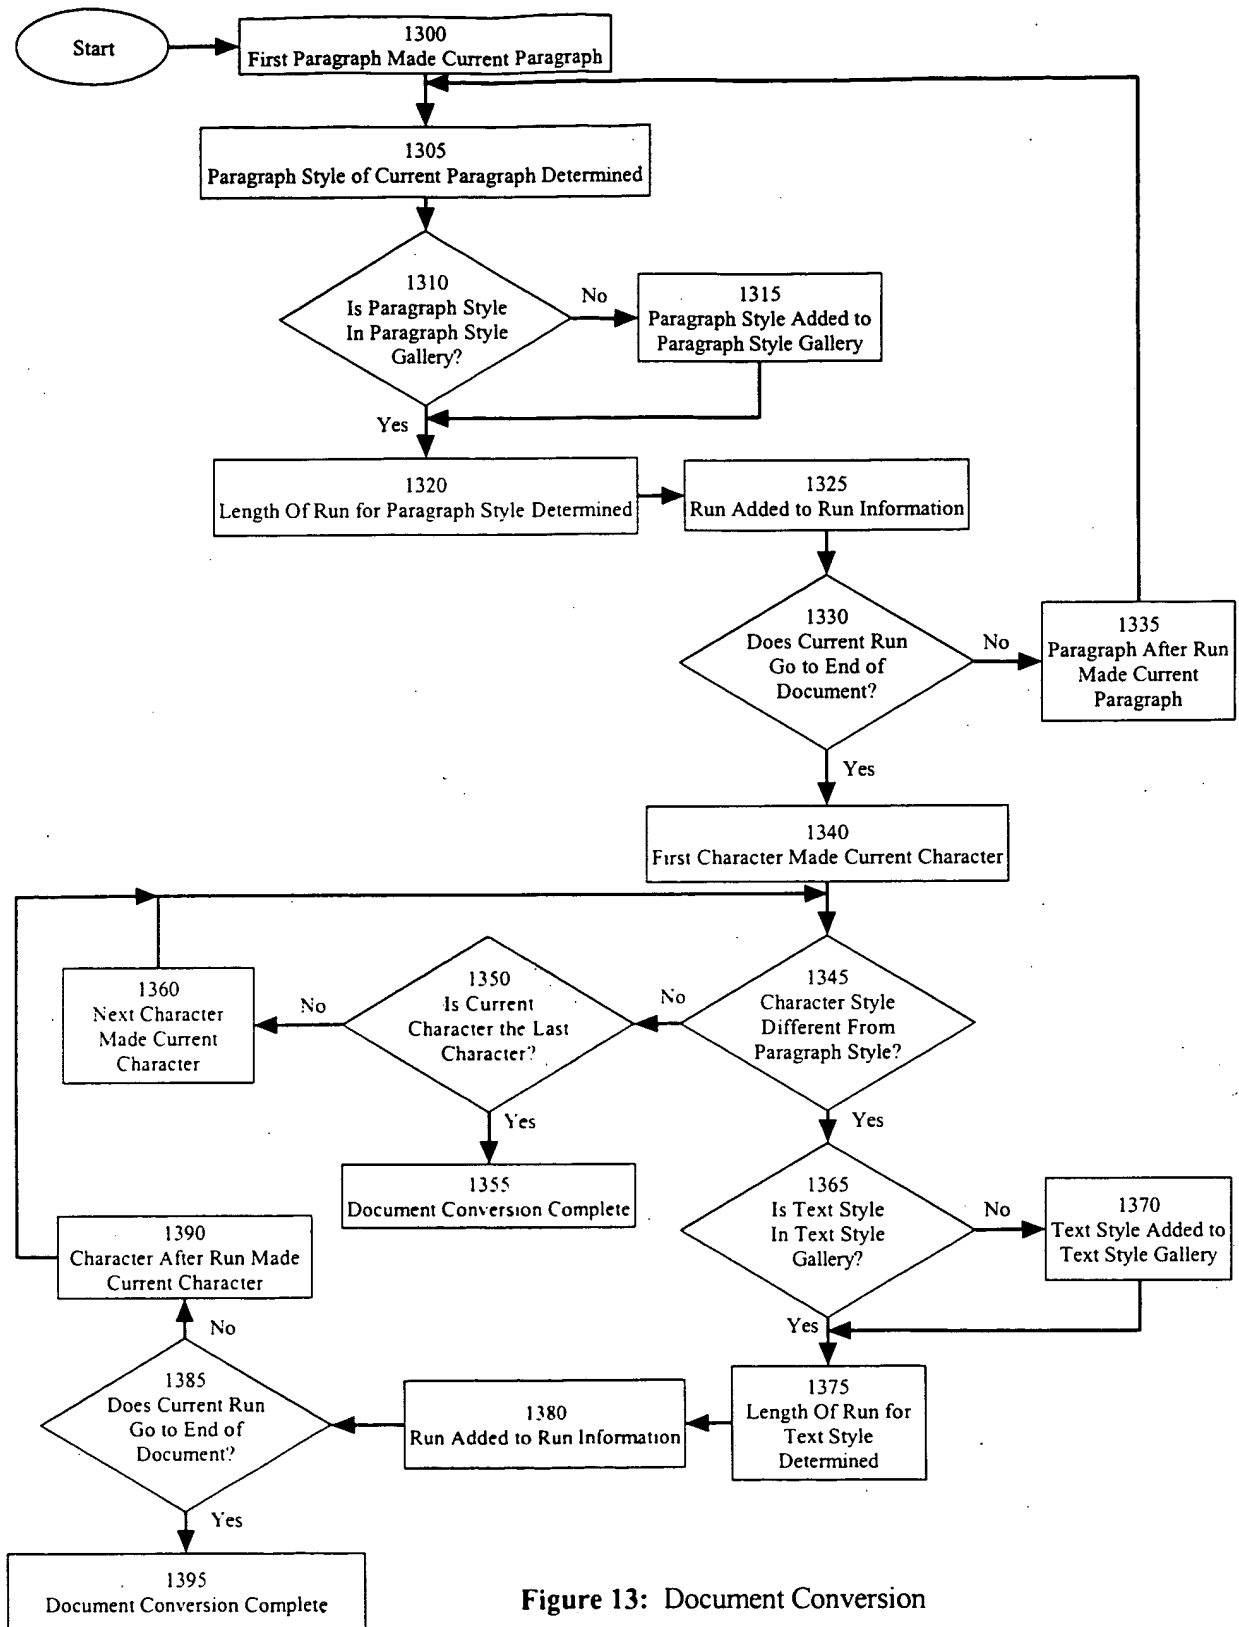 Start
1300
First Paragraph Made Current Paragraph
1305
Paragraph Style of Current Paragraph Determined
1310
Is Paragraph Style
In Paragraph Style
Gallery?
No
1315
Paragraph Style Added to
Paragraph Style Gallery
Yes
1320
Length Of Run for Paragraph Style Determined
1325
Run Added to Run Information
1330
Does Current Run
Go to End of
Document?
No
1335
Paragraph After Run
Made Current
Paragraph
Yes
1340
First Character Made Current Character
1345
Character Style
Different From
Paragraph Style?
No
1350
Is Current
Character the Last
Character?
No
1360
Next Character
Made Current
Character
Yes
1355
Document Conversion Complete
Yes
1365
Is Text Style
In Text Style
Gallery?
No
1370
Text Style Added to
Text Style Gallery
Yes
1375
Length Of Run for
Text Style
Determined
1380
Run Added to Run Information
1385
Does Current Run
Go to End of
Document?
No
1390
Character After Run Made
Current Character
Yes
1395
Document Conversion Complete
Figure 13: Document Conversion